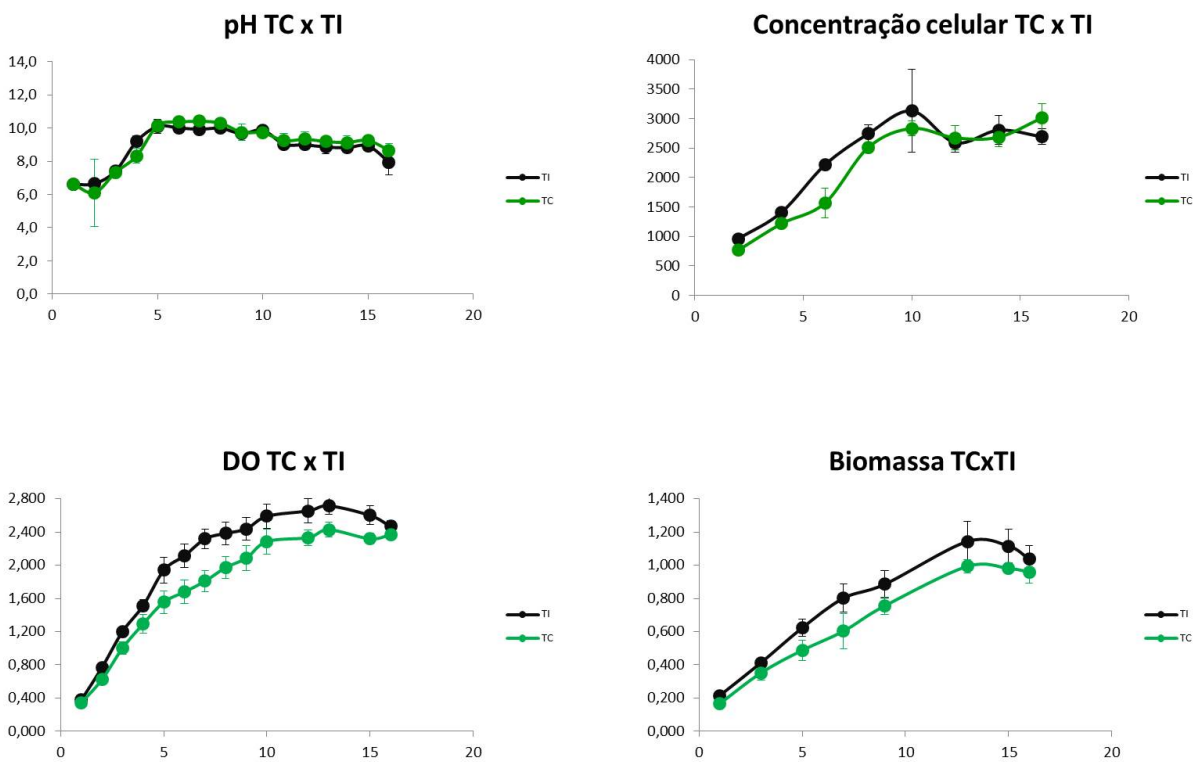 pH TC x TI
14,0
12,0
10,0
8,0
6,0
4,0
2,0
0,0
0 5 10 15 20
TI
TC
Concentração celular TC x TI
4000
3500
3000
2500
2000
1500
1000
500
0
0 5 10 15 20
TI
TC
DO TC x TI
2,800
2,400
2,000
1,600
1,200
0,800
0,400
0,000
0 5 10 15 20
TI
TC
Biomassa TCxTI
1,400
1,200
1,000
0,800
0,600
0,400
0,200
0,000
0 5 10 15 20
TI
TC